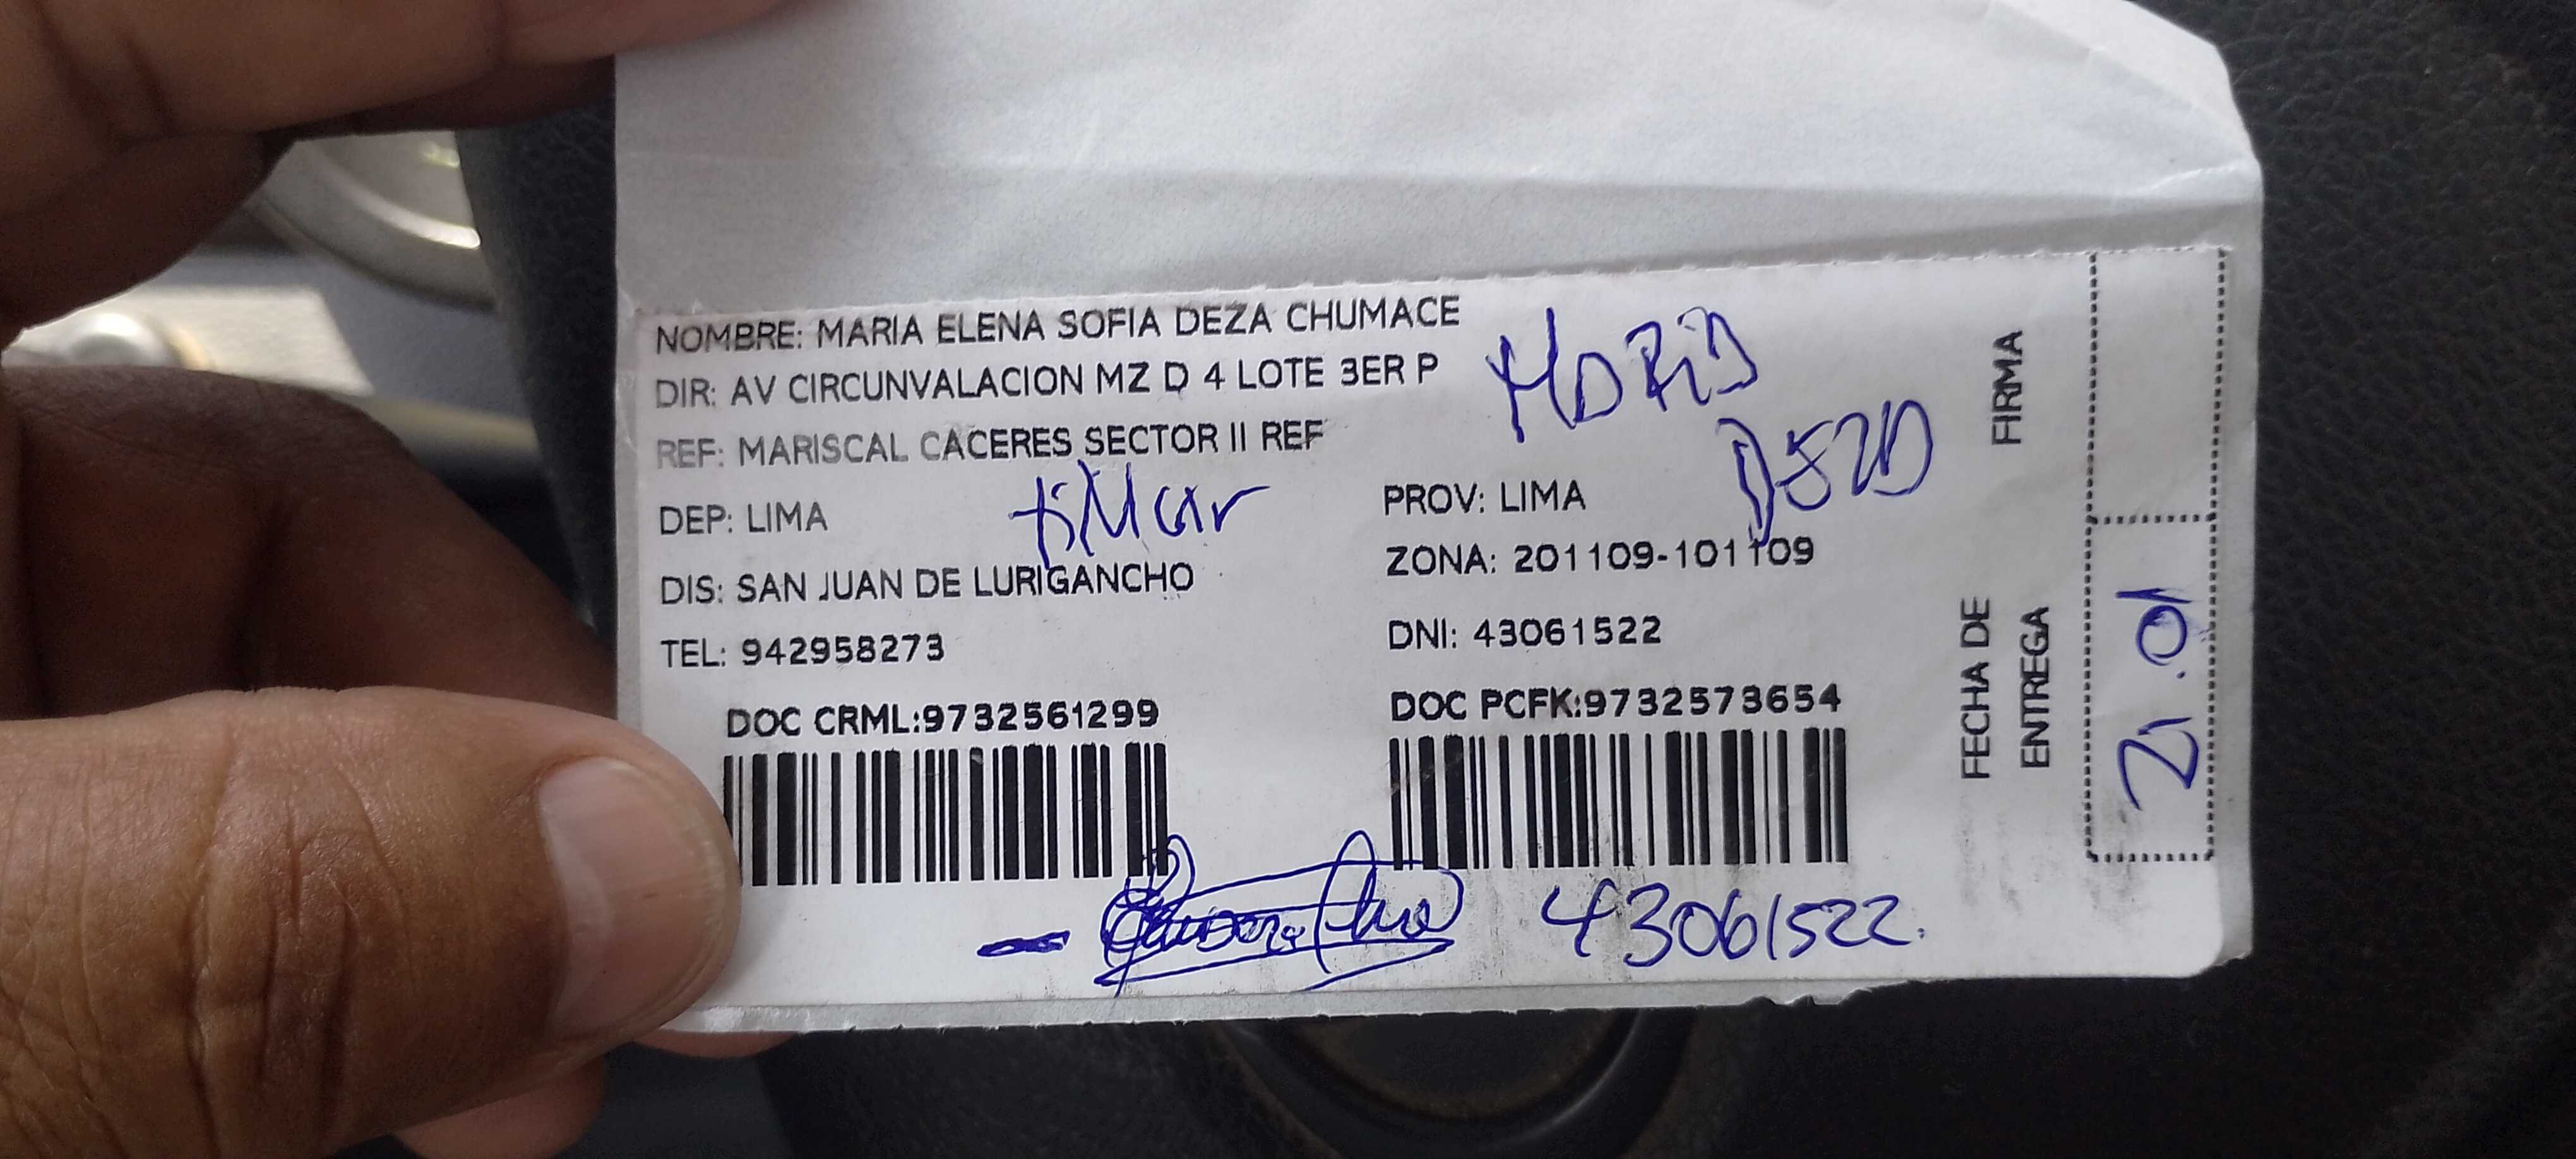 NOMBRE: MARIA ELENA SOFIA DEZA CHUMACE
DIR: AV CIRCUNVALACION MZ D 4 LOTE 3ER P
REF: MARISCAL CACERES SECTOR II REF
DEP: LIMA
PROV: LIMA
ZONA: 201109-101109
DIS: SAN JUAN DE LURIGANCHO
TEL: 942958273
DNI: 43061522
DOC CRML:9732561299
DOC PCFK:9732573654
43061522.
FIRMA
FECHA DE
ENTREGA
21.01